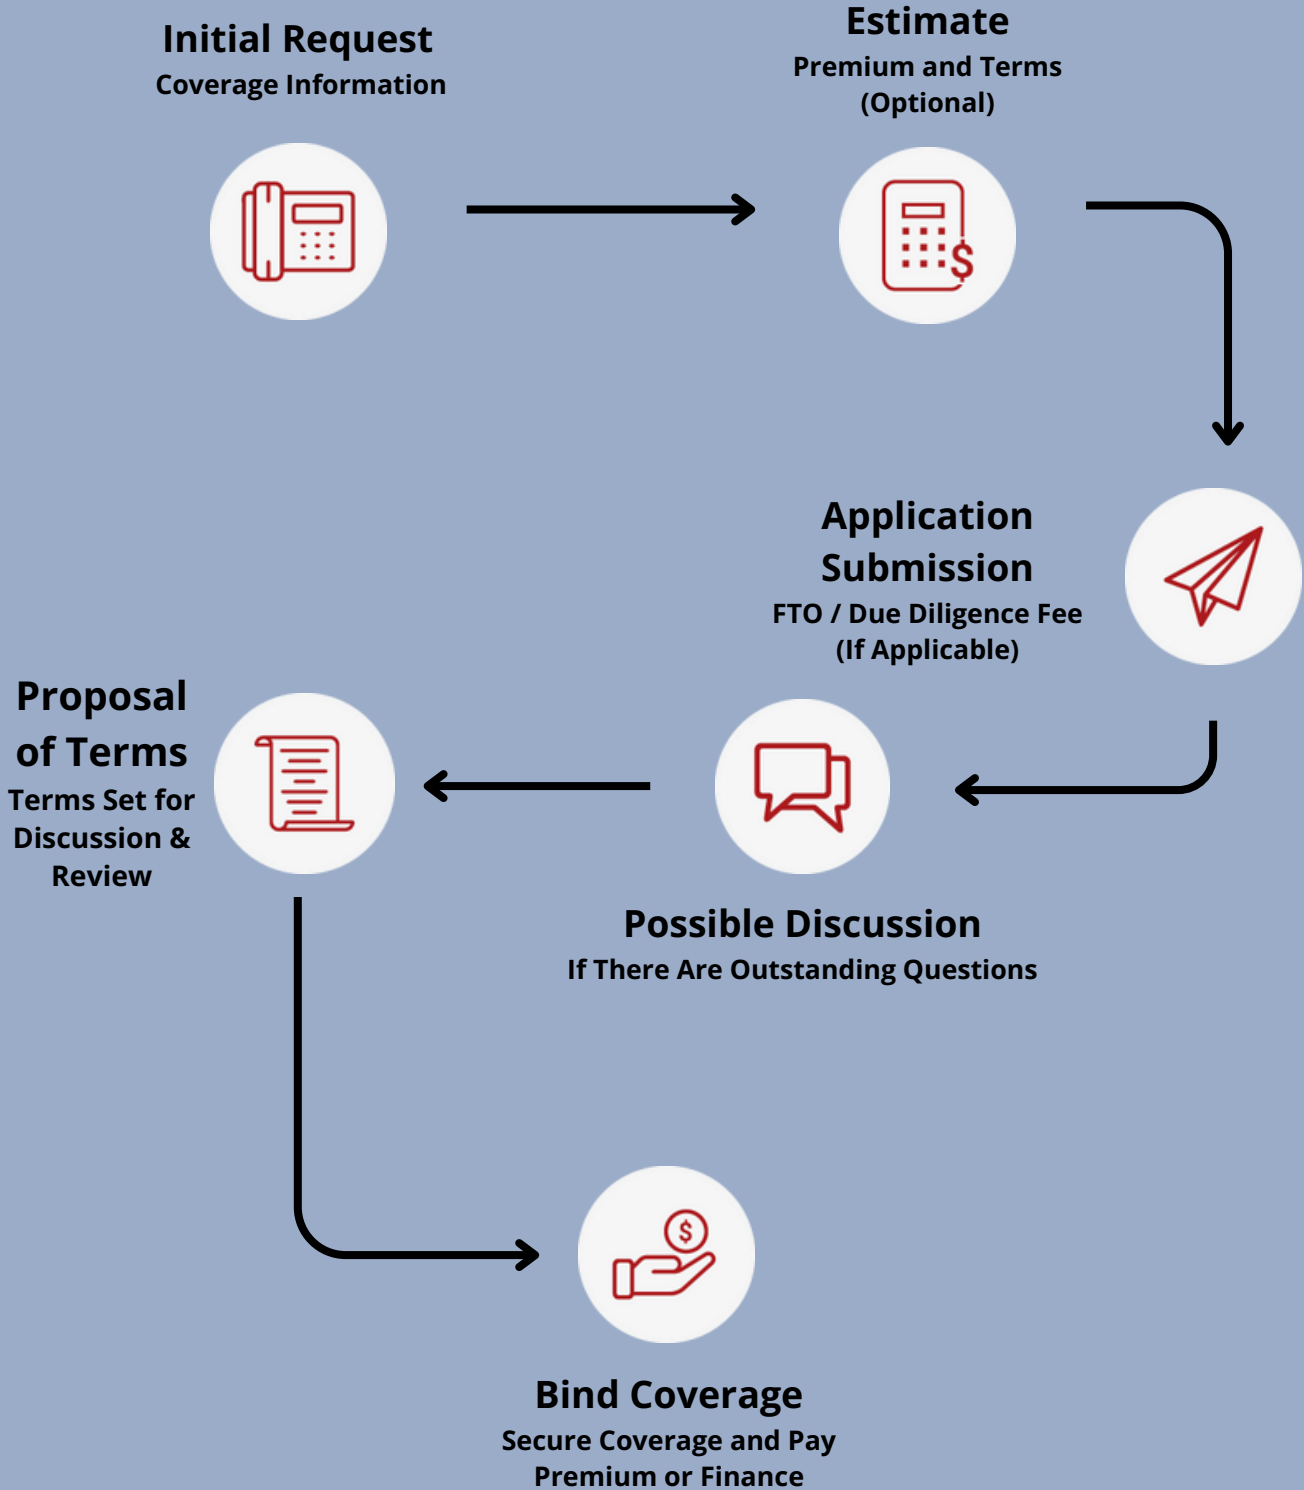 Initial Request
Coverage Information
Estimate
Premium and Terms
(Optional)
$
Application
Submission
FTO / Due Diligence Fee
(If Applicable)
Possible Discussion
If There Are Outstanding Questions
Proposal
of Terms
Terms Set for
Discussion &
Review
$
Bind Coverage
Secure Coverage and Pay
Premium or Finance